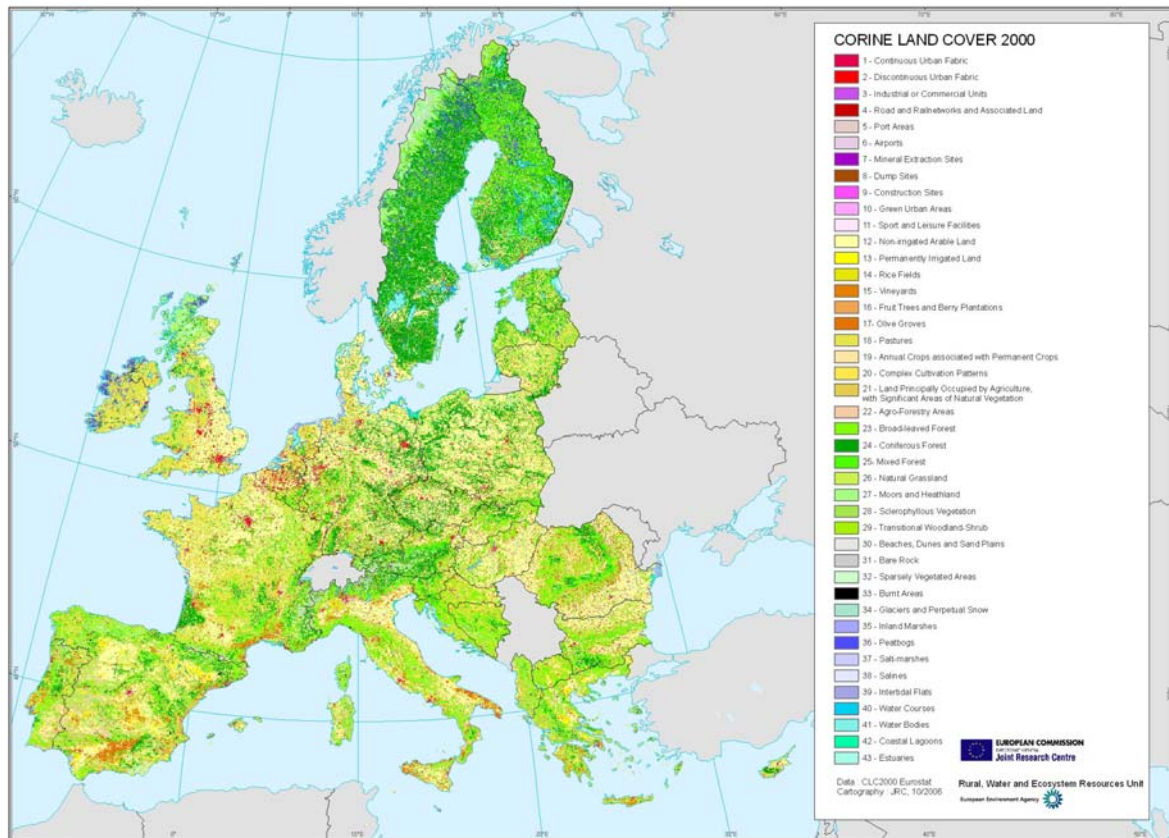 CORINE LAND COVER 2000
1 - Continuous Urban Fabric
2 - Discontinuous Urban Fabric
3 - Industrial or Commercial Units
4 - Road and Railnetworks and Associated Land
5 - Port Areas
6 - Airports
7 - Mineral Extraction Sites
8 - Dump Sites
9 - Construction Sites
10 - Green Urban Areas
11 - Sport and Leisure Facilities
12 - Non-irrigated Arable Land
13 - Permanently Irrigated Land
14 - Rice Fields
15 - Vineyards
16 - Fruit Trees and Berry Plantations
17- Olive Groves
18 - Pastures
19 - Annual Crops associated with Permanent Crops
20 - Complex Cultivation Patterns
21 - Land Principally Occupied by Agriculture,
with Significant Areas of Natural Vegetation
22 - Agro-Forestry Areas
23 - Broad-leaved Forest
24 - Coniferous Forest
25- Mixed Forest
26 - Natural Grassland
27 - Moors and Heathland
28 - Sclerophyllous Vegetation
29 - Transitional Woodland-Shrub
30 - Beaches, Dunes and Sand Plains
31 - Bare Rock
32 - Sparsely Vegetated Areas
33 - Burnt Areas
34 - Glaciers and Perpetual Snow
35 - Inland Marshes
36 - Peatbogs
37 - Salt-marshes
38 - Salines
39 - Intertidal Flats
40 - Water Courses
41 - Water Bodies
42 - Coastal Lagoons
43 - Estuaries
EUROPEAN COMMISSION
Joint Research Centre
Data : CLC2000 Eurostat
Cartography : JRC, 10/2006
Rural, Water and Ecosystem Resources Unit
European Environment Agency